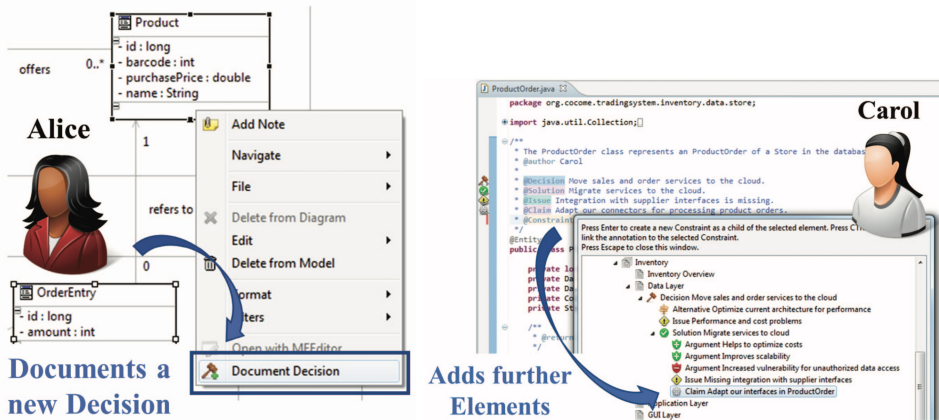 Product
- id : long
- barcode : int
- purchasePrice : double
- name : String
offers
0..*
Alice
1
refers to
0
OrderEntry
- id : long
- amount : int
Documents a
new Decision
Add Note
Navigate
File
Delete from Diagram
Edit
Delete from Model
Format
Filters
Open with MEEditor
Document Decision
ProductOrder.java
package org.cocome.tradingsystem.inventory.data.store;
import java.util.Collection;
/**
* The ProductOrder class represents an ProductOrder of a Store in the databas
* @author Carol
*
* @Decision Move sales and order services to the cloud.
* @Solution Migrate services to the cloud.
* @Issue Integration with supplier interfaces is missing.
* @Claim Adapt our connectors for processing product orders.
* @Constraint
*/
@Entity
public class P
private lo
private Da
private Da
private Co
private St
/**
* @return
*/
Carol
Press Enter to create a new Constraint as a child of the selected element. Press
link the annotation to the selected Constraint.
Press Escape to close this window.
Inventory
Inventory Overview
Data Layer
Decision Move sales and order services to the cloud
Alternative Optimize current architecture for performance
Issue Performance and cost problems
Solution Migrate services to cloud
Argument Helps to optimize costs
Argument Improves scalability
Argument Increased vulnerability for unauthorized data access
Issue Missing integration with supplier interfaces
Claim Adapt our interfaces in ProductOrder
Application Layer
GUI Layer
Adds further
Elements